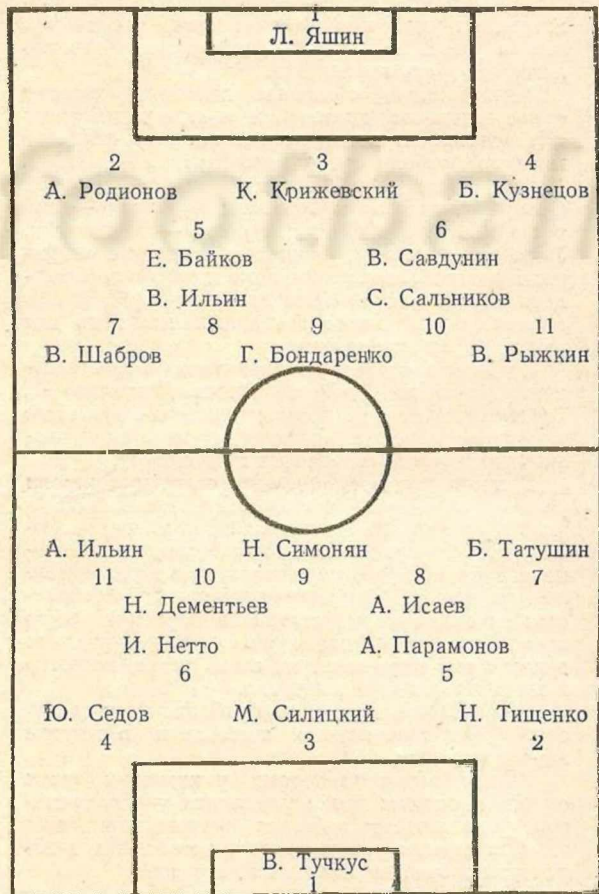 1
Л. Яшин
2 3 4
А. Родионов К. Крижевский Б. Кузнецов
5 6
Е. Байков В. Савдунин
В. Ильин С. Сальников
7 8 9 10 11
В. Шабров Г. Бондаренко В. Рыжкин
А. Ильин Н. Симонян Б. Татушин
11 10 9 8 7
Н. Дементьев А. Исаев
И. Нетто А. Парамонов
6 5
Ю. Седов М. Силицкий Н. Тищенко
4 3 2
В. Тучкус
1